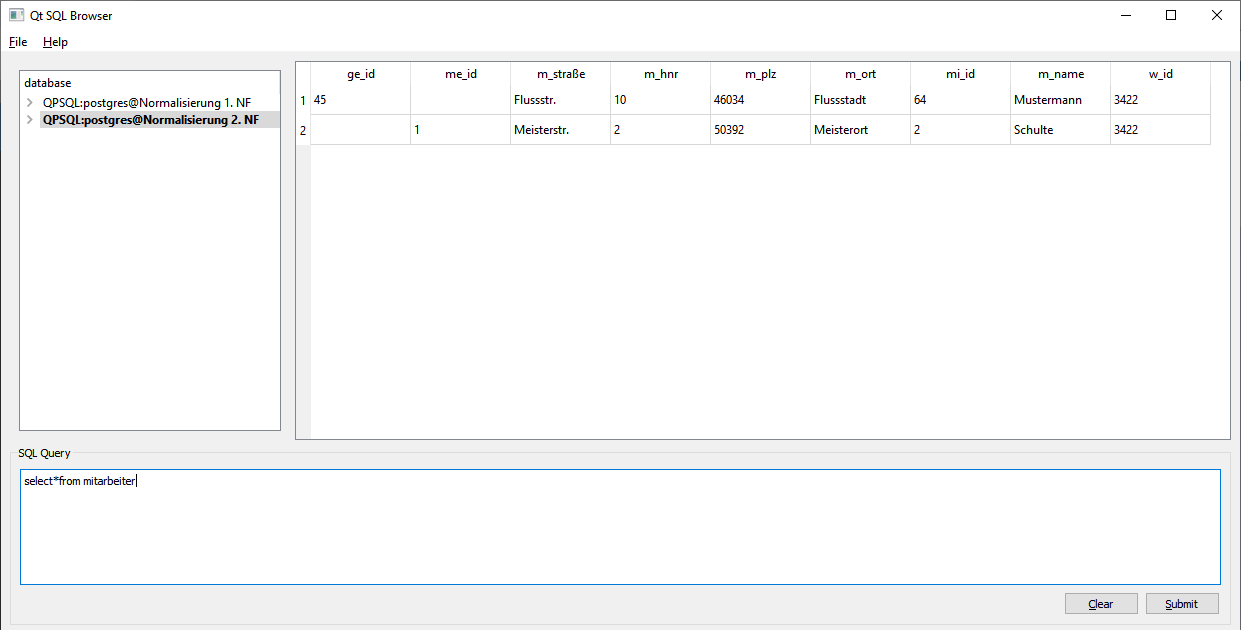 Qt SQL Browser
File Help
database
QPSQL:postgres@Normalisierung 1. NF
QPSQL:postgres@Normalisierung 2. NF
ge_id me_id m_straße m_hnr m_plz m_ort mi_id m_name w_id
1 45 Flussstr. 10 46034 Flussstadt 64 Mustermann 3422
2 1 Meisterstr. 2 50392 Meisterort 2 Schulte 3422
SQL Query
select*from mitarbeiter
Clear Submit